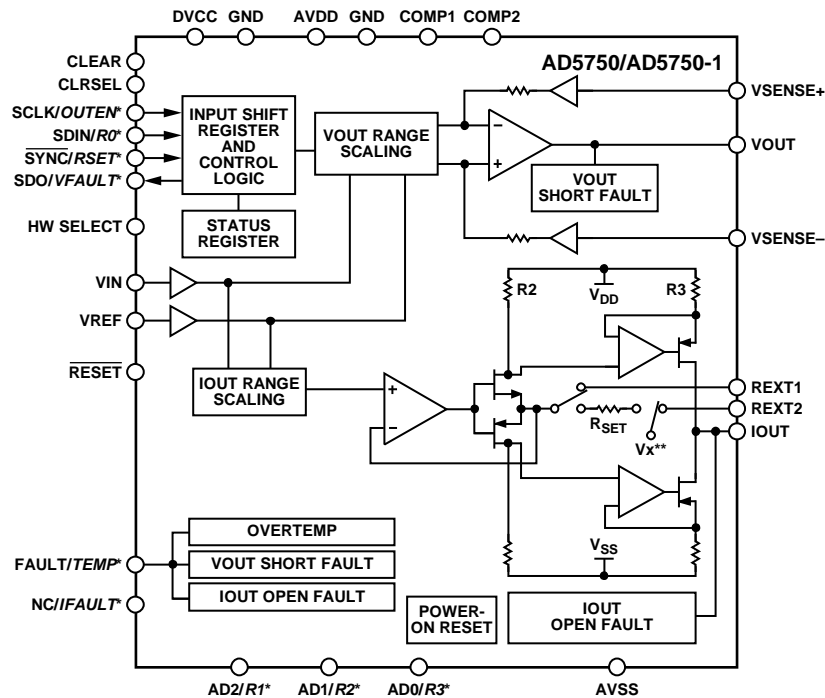 DVCC GND AVDD GND COMP1 COMP2
AD5750/AD5750-1
CLEAR
CLRSEL
SCLK/OUTEN*
SDIN/R0*
SYNC/RSET*
SDO/VFAULT*
HW SELECT
VIN
VREF
RESET
FAULT/TEMP*
NC/IFAULT*
INPUT SHIFT
REGISTER
AND
CONTROL
LOGIC
STATUS
REGISTER
VOUT RANGE
SCALING
VSENSE+
VOUT
VOUT
SHORT FAULT
VSENSE–
IOUT RANGE
SCALING
R2
VDD
R3
REXT1
REXT2
IOUT
RSET
Vx**
VSS
OVERTEMP
VOUT SHORT FAULT
IOUT OPEN FAULT
POWER-
ON RESET
IOUT
OPEN FAULT
AD2/R1* AD1/R2* AD0/R3* AVSS